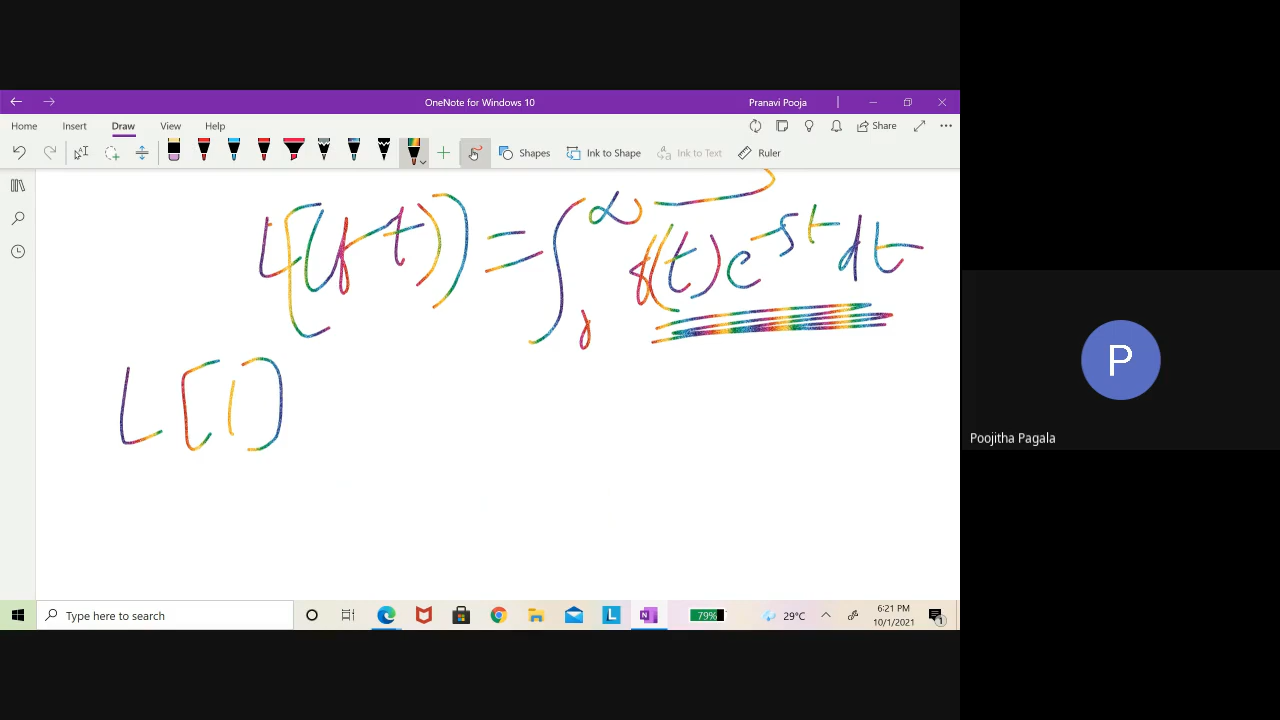 OneNote for Windows 10
Pranavi Pooja
Home Insert Draw View Help
Share
Shapes
Ink to Shape
Ink to Text
Ruler
L{(f-t)} = ∫₀^∝ f(t)e^-st dt
L[1]
P
Poojitha Pagala
Type here to search
L
N
79%
29°C
6:21 PM
10/1/2021
1